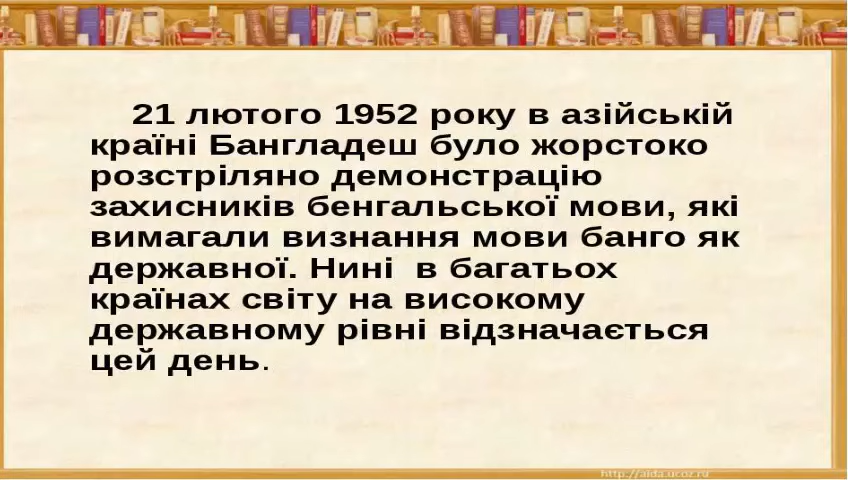 21 лютого 1952 року в азійській
країні Бангладеш було жорстоко
розстріляно демонстрацію
захисників бенгальської мови, які
вимагали визнання мови банго як
державної. Нині  в багатьох
країнах світу на високому
державному рівні відзначається
цей день.
http://aida.ucoz.ru